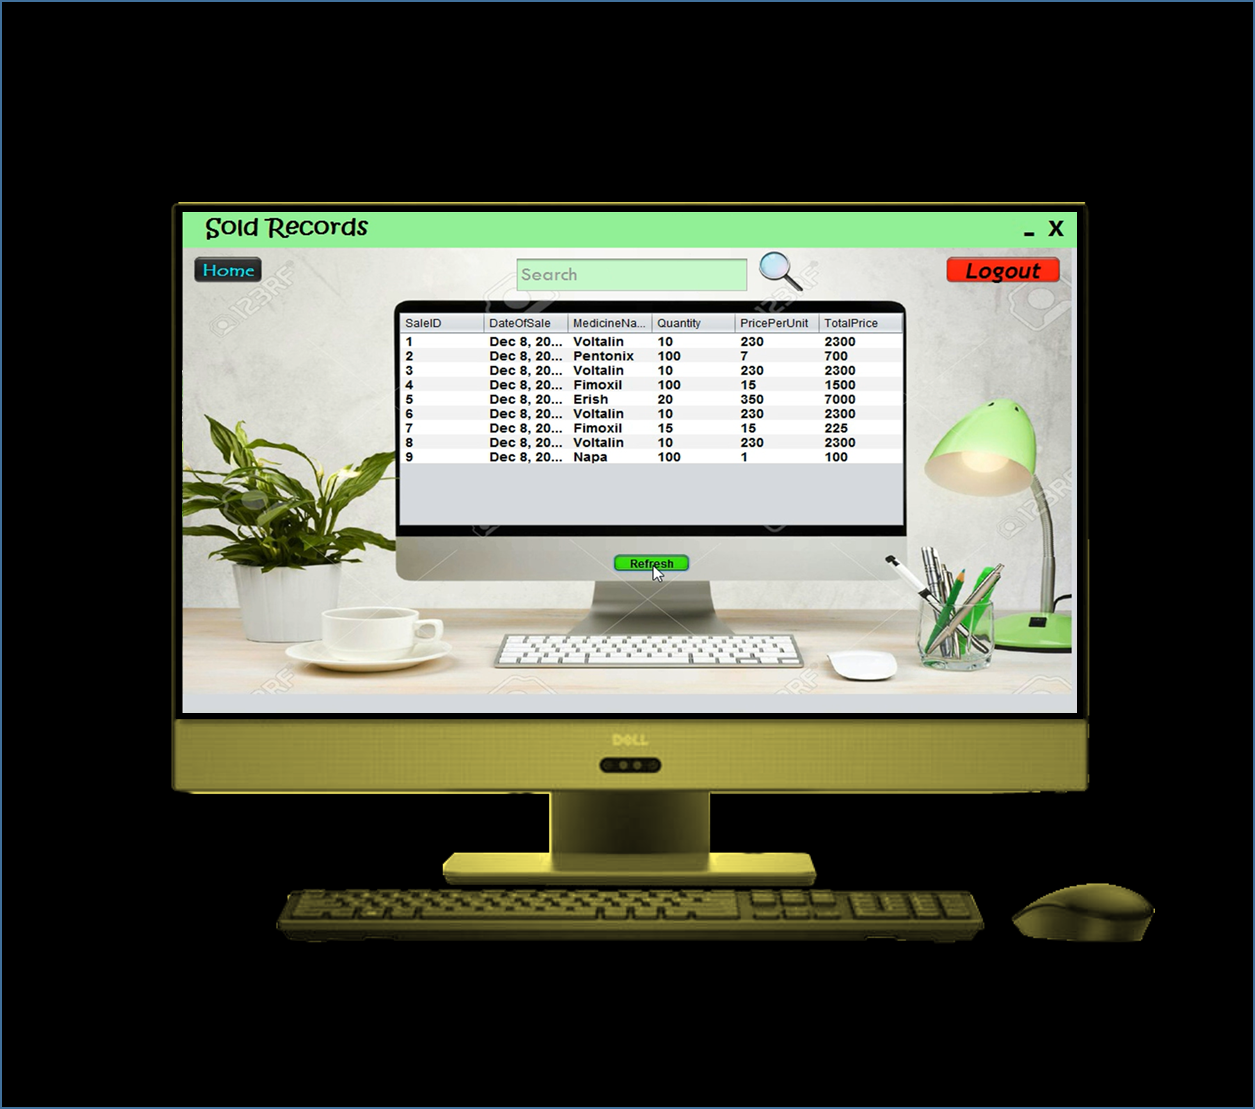 Sold Records
- X
Home
Search
Logout
SaleID DateOfSale MedicineNa... Quantity PricePerUnit TotalPrice
1 Dec 8, 20... Voltalin 10 230 2300
2 Dec 8, 20... Pentonix 100 7 700
3 Dec 8, 20... Voltalin 10 230 2300
4 Dec 8, 20... Fimoxil 100 15 1500
5 Dec 8, 20... Erish 20 350 7000
6 Dec 8, 20... Voltalin 10 230 2300
7 Dec 8, 20... Fimoxil 15 15 225
8 Dec 8, 20... Voltalin 10 230 2300
9 Dec 8, 20... Napa 100 1 100
Refresh
DELL
123RF
123RF
123RF